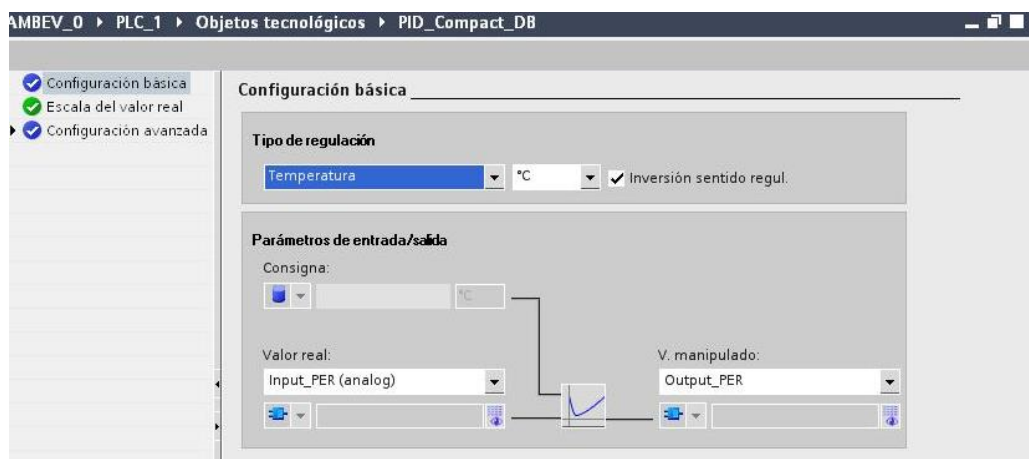 AMBEV_0 ▸ PLC_1 ▸ Objetos tecnológicos ▸ PID_Compact_DB
Configuración básica
Escala del valor real
Configuración avanzada
Configuración básica
Tipo de regulación
Temperatura °C Inversión sentido regul.
Parámetros de entrada/salida
Consigna:
°C
Valor real: V. manipulado:
Input_PER (analog) Output_PER